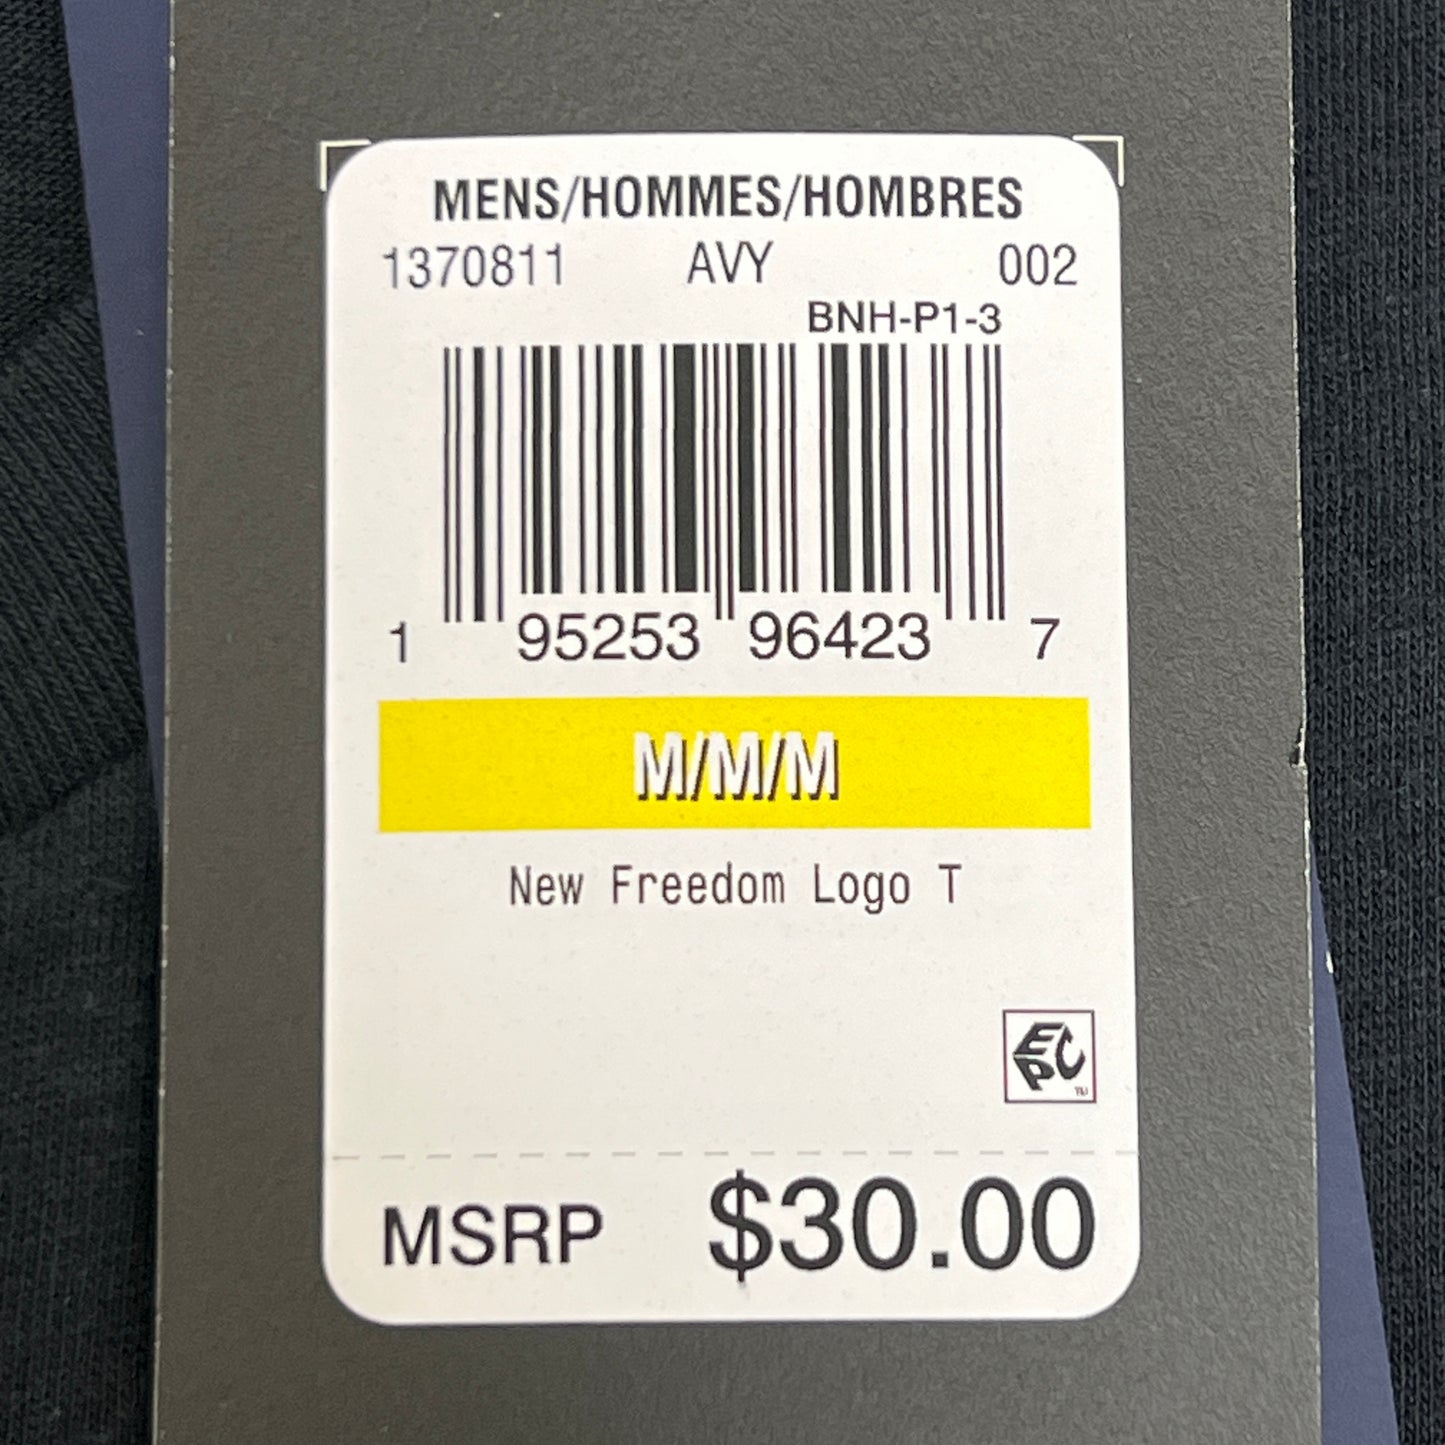 MENS/HOMMES/HOMBRES
1370811 AVY 002
BNH-P1-3
1 95253 96423 7
M/M/M
New Freedom Logo T
EPC
TM
MSRP $30.00